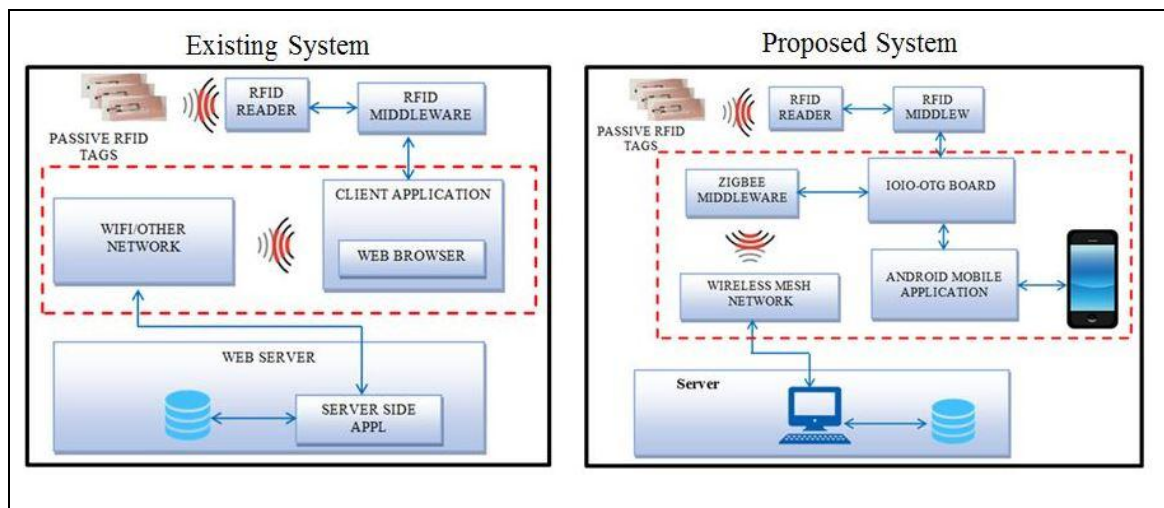 Existing System
PASSIVE RFID
TAGS
RFID
READER
RFID
MIDDLEWARE
CLIENT APPLICATION
WEB BROWSER
WIFI/OTHER
NETWORK
WEB SERVER
SERVER SIDE
APPL
Proposed System
PASSIVE RFID
TAGS
RFID
READER
RFID
MIDDLEW
ZIGBEE
MIDDLEWARE
IOIO-OTG BOARD
WIRELESS MESH
NETWORK
ANDROID MOBILE
APPLICATION
Server